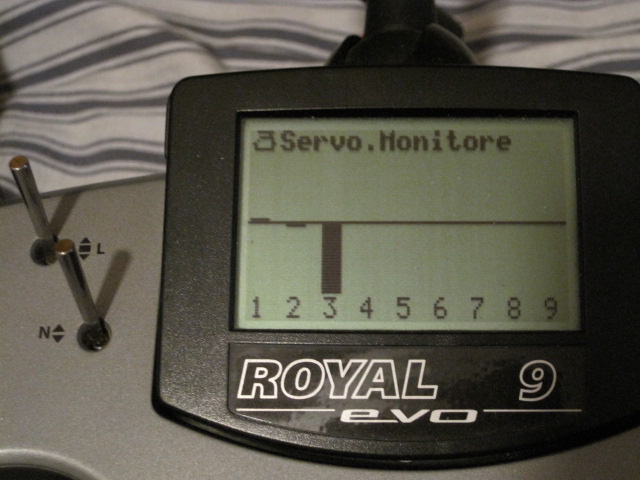 Servo.Monitore
1 2 3 4 5 6 7 8 9
L
N
ROYAL 9
evo